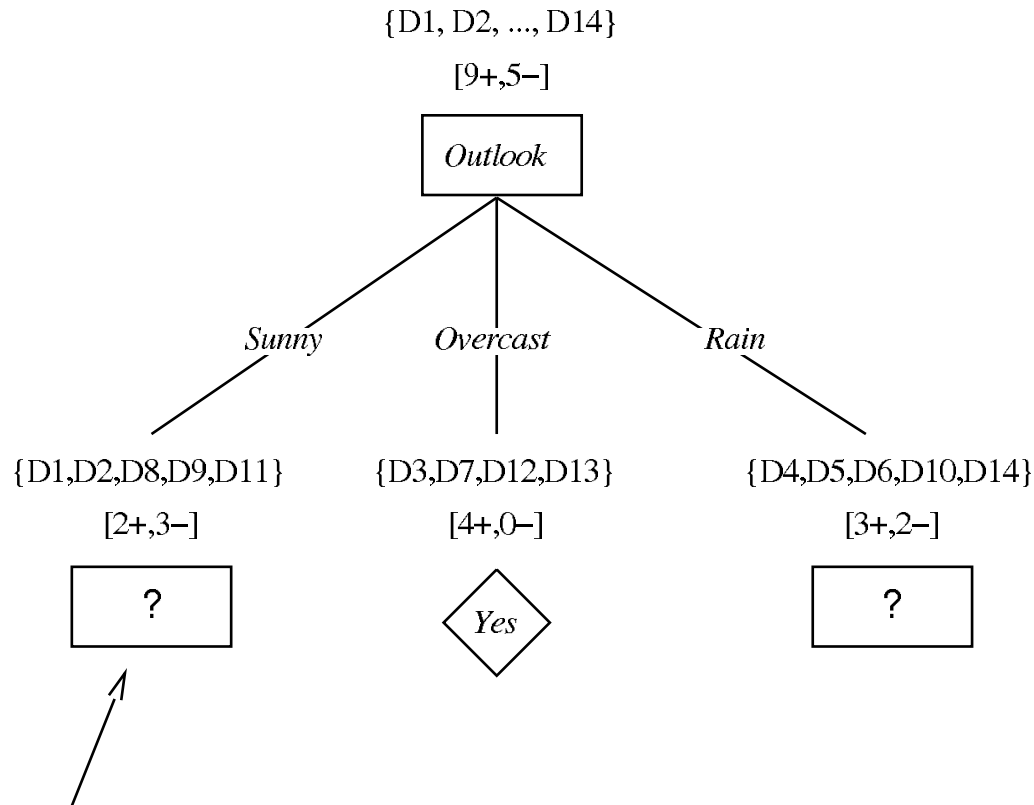 {D1, D2, ..., D14}
[9+,5−]
Outlook
Sunny Overcast Rain
{D1,D2,D8,D9,D11} {D3,D7,D12,D13} {D4,D5,D6,D10,D14}
[2+,3−] [4+,0−] [3+,2−]
? Yes ?